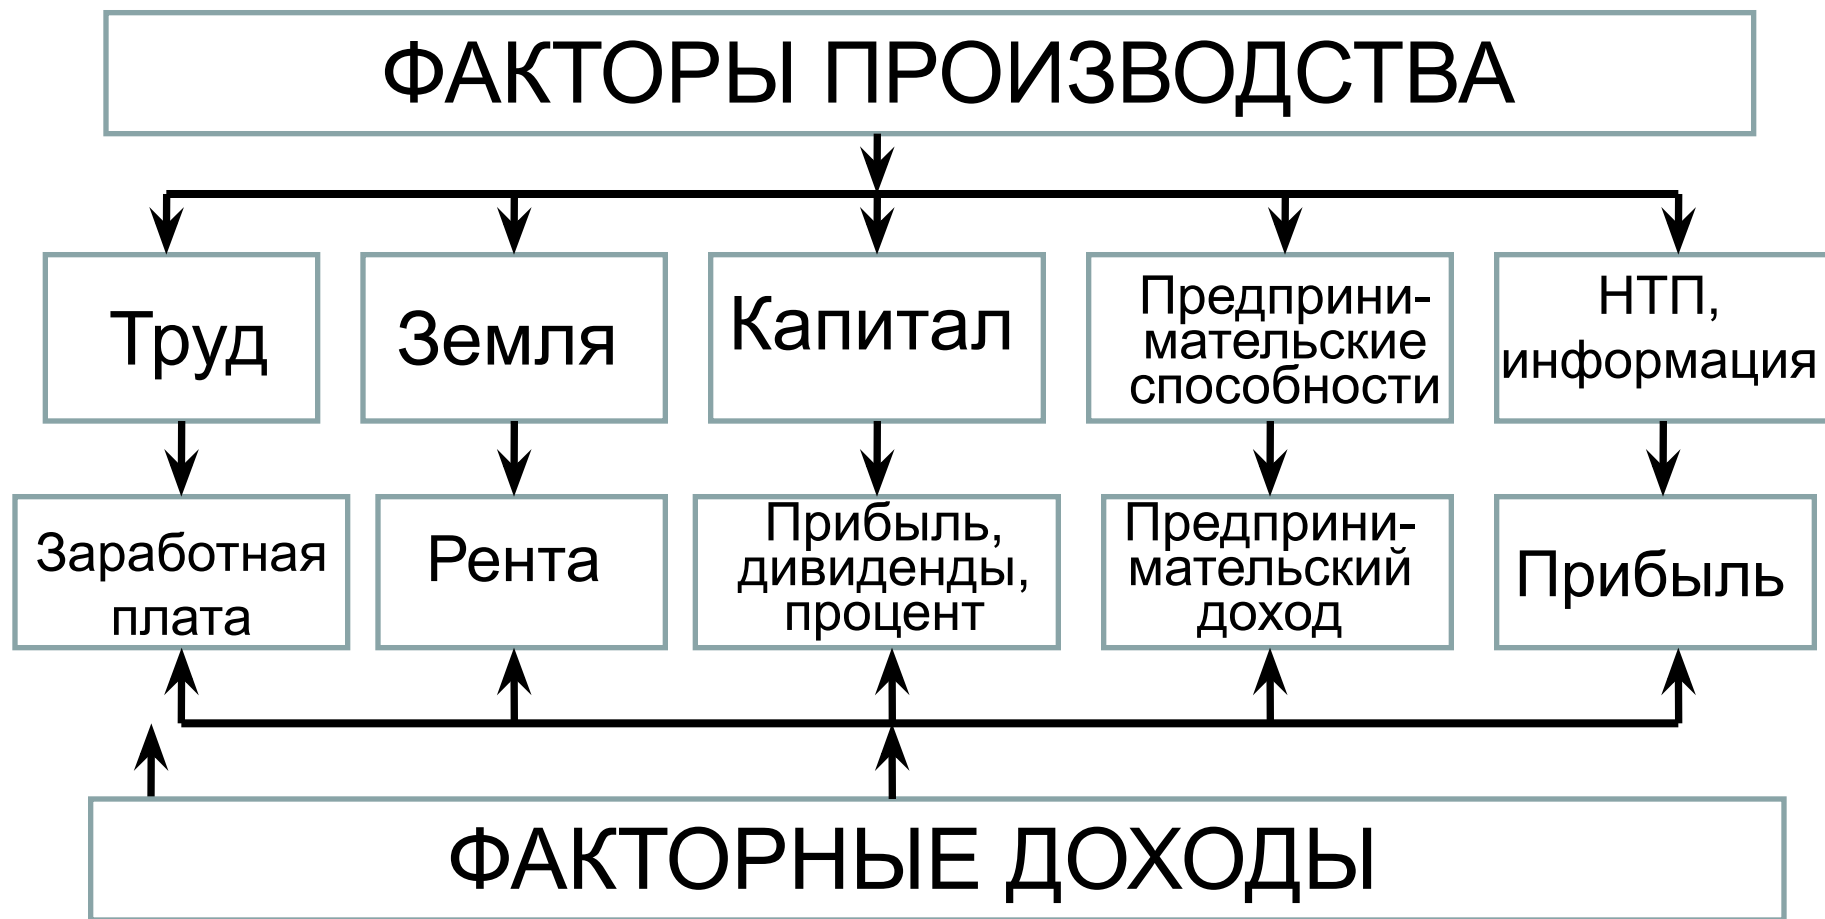 ФАКТОРЫ ПРОИЗВОДСТВА
Труд
Земля
Капитал
Предприни-
мательские
способности
НТП,
информация
Заработная
плата
Рента
Прибыль,
дивиденды,
процент
Предприни-
мательский
доход
Прибыль
ФАКТОРНЫЕ ДОХОДЫ